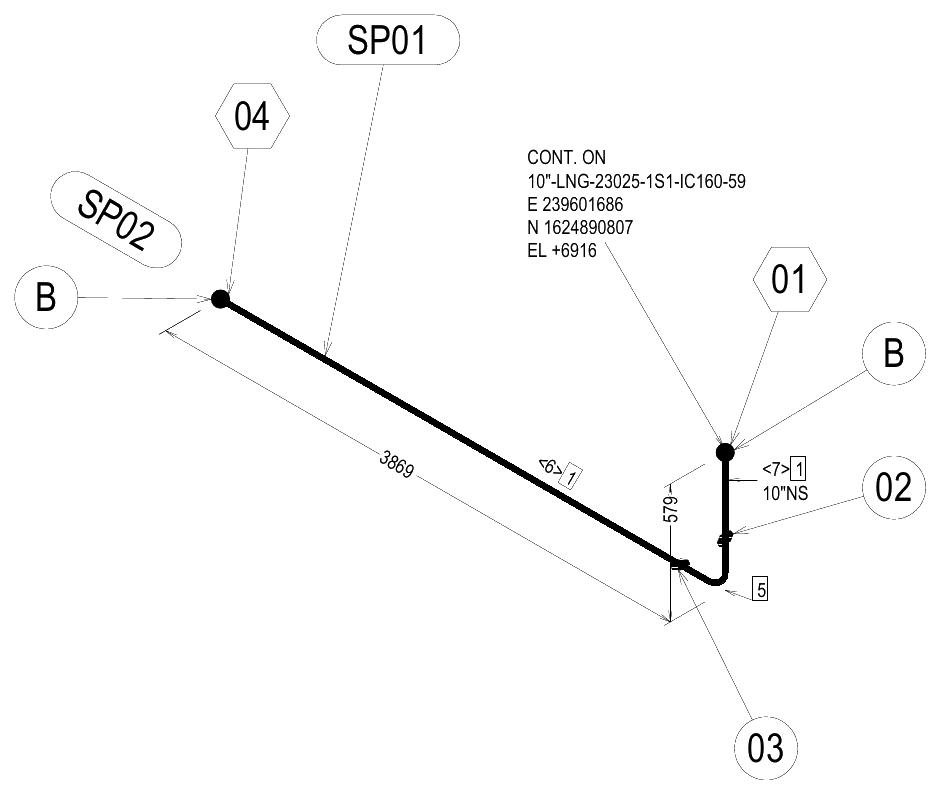 SP01
04
SP02
B
CONT. ON
10"-LNG-23025-1S1-IC160-59
E 239601686
N 1624890807
EL +6916
01
B
3869
<6> 1
579
<7> 1
10"NS
02
5
03